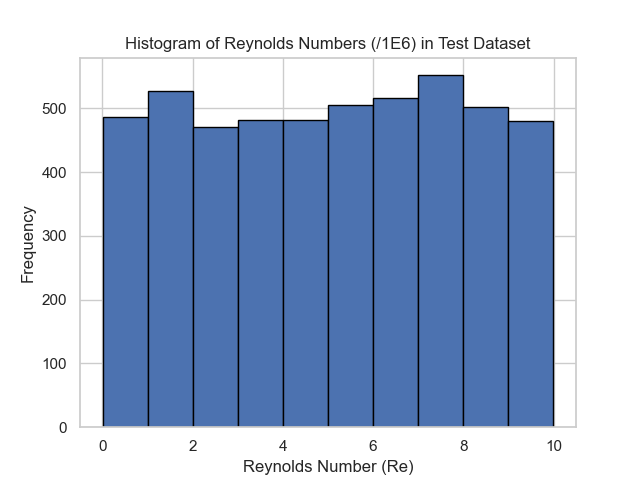 Histogram of Reynolds Numbers (/1E6) in Test Dataset
500
400
300
200
100
0
Frequency
0 2 4 6 8 10
Reynolds Number (Re)